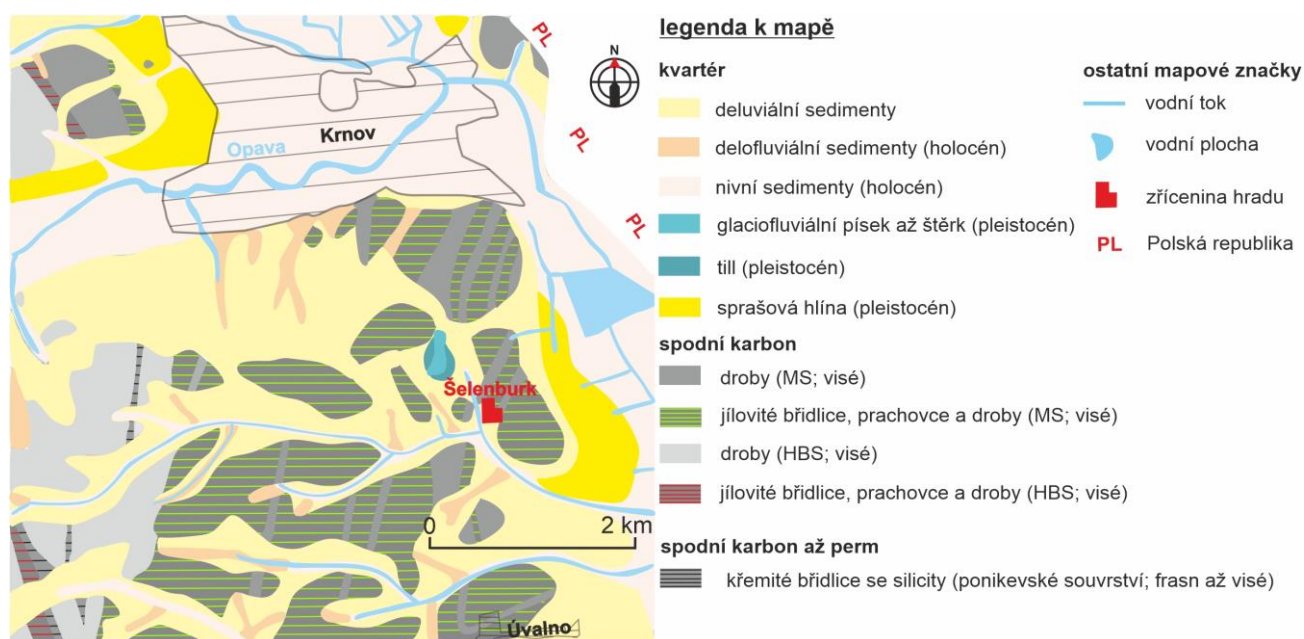 PL
N
Krnov
Opava
PL
PL
Šelenburk
0 2 km
Úvalno
legenda k mapě
kvartér
deluviální sedimenty
delofluviální sedimenty (holocén)
nivní sedimenty (holocén)
glaciofluviální písek až štěrk (pleistocén)
till (pleistocén)
sprašová hlína (pleistocén)
spodní karbon
droby (MS; visé)
jílovité břidlice, prachovce a droby (MS; visé)
droby (HBS; visé)
jílovité břidlice, prachovce a droby (HBS; visé)
spodní karbon až perm
křemité břidlice se silicity (ponikevské souvrství; frasn až visé)
ostatní mapové značky
vodní tok
vodní plocha
zřícenina hradu
PL Polská republika